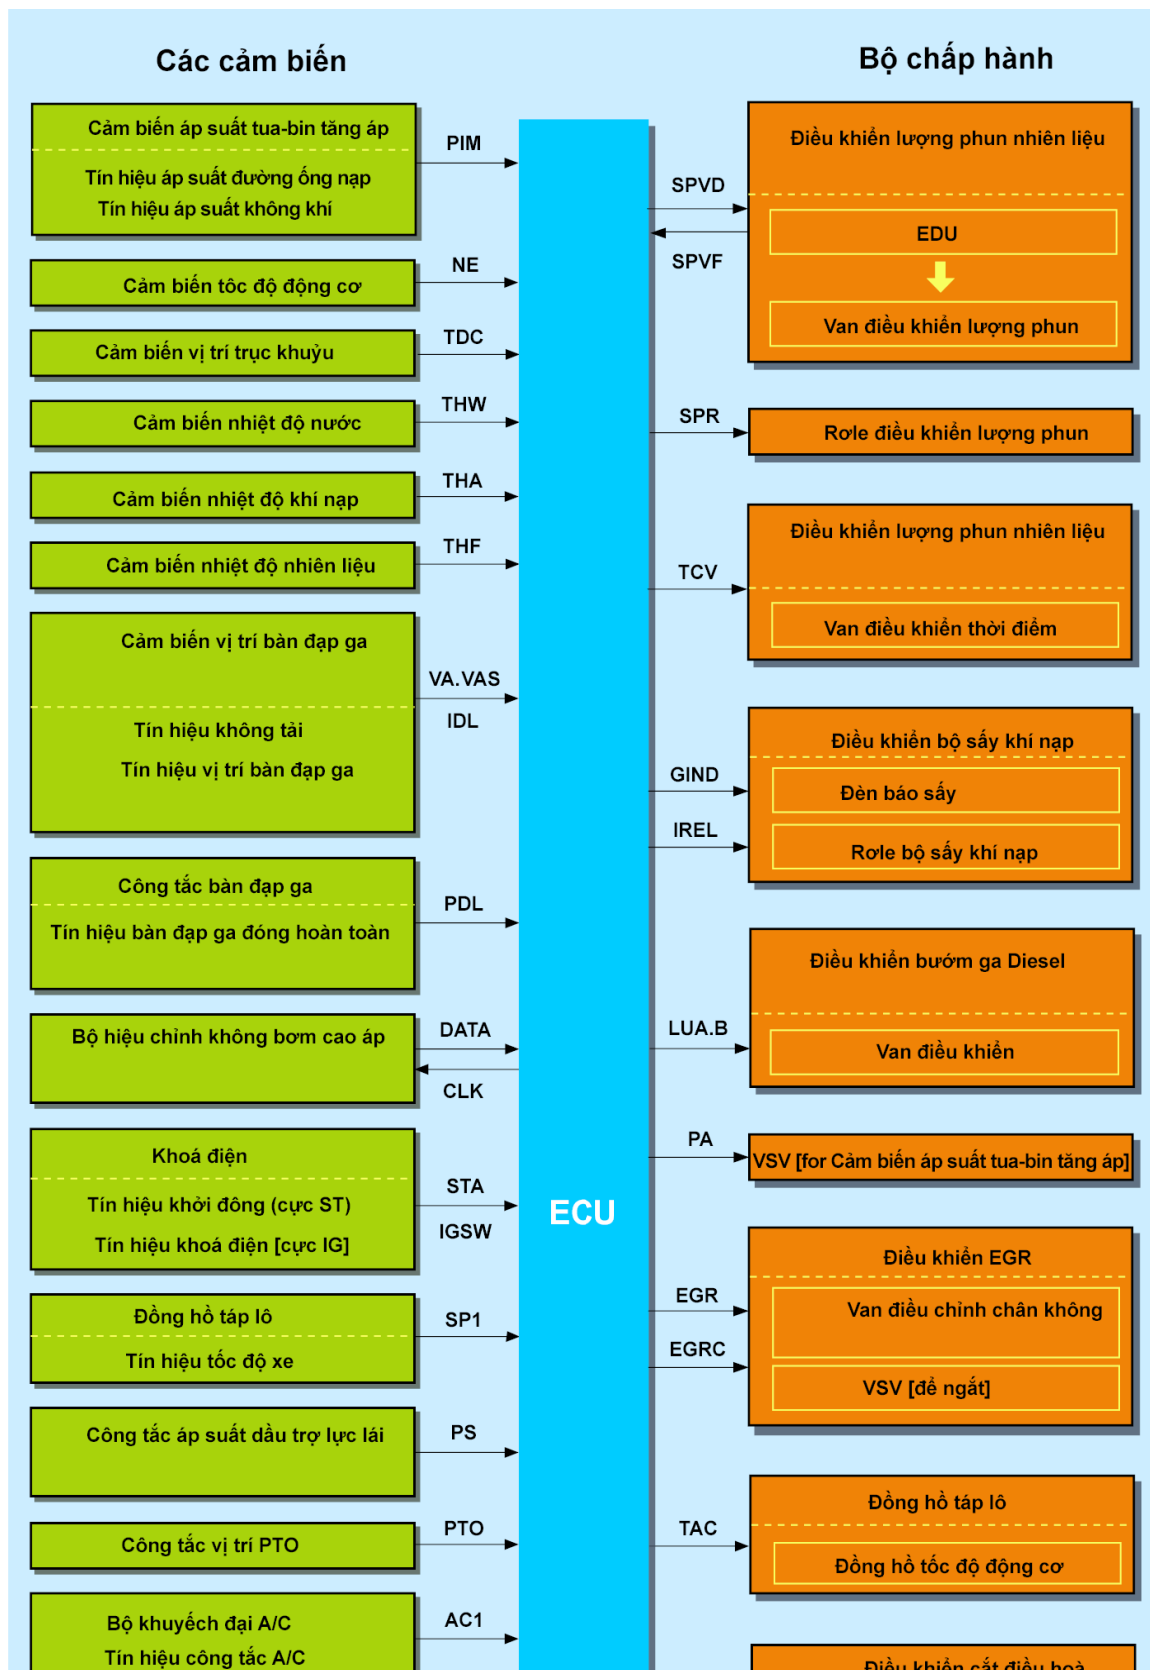 Các cảm biến
Cảm biến áp suất tua-bin tăng áp
Tín hiệu áp suất đường ống nạp
Tín hiệu áp suất không khí
PIM
Cảm biến tôc độ động cơ
NE
Cảm biến vị trí trục khuỷu
TDC
Cảm biến nhiệt độ nước
THW
Cảm biến nhiệt độ khí nạp
THA
Cảm biến nhiệt độ nhiên liệu
THF
Cảm biến vị trí bàn đạp ga
Tín hiệu không tải
Tín hiệu vị trí bàn đạp ga
VA.VAS
IDL
Công tắc bàn đạp ga
Tín hiệu bàn đạp ga đóng hoàn toàn
PDL
Bộ hiệu chỉnh không bơm cao áp
DATA
CLK
Khoá điện
Tín hiệu khởi đông (cực ST)
Tín hiệu khoá điện [cực IG]
STA
IGSW
Đồng hồ táp lô
Tín hiệu tốc độ xe
SP1
Công tắc áp suất dầu trợ lực lái
PS
Công tắc vị trí PTO
PTO
Bộ khuyếch đại A/C
Tín hiệu công tắc A/C
AC1
ECU
Bộ chấp hành
SPVD
SPVF
Điều khiển lượng phun nhiên liệu
EDU
Van điều khiển lượng phun
SPR
Rơle điều khiển lượng phun
TCV
Điều khiển lượng phun nhiên liệu
Van điều khiển thời điểm
GIND
IREL
Điều khiển bộ sấy khí nạp
Đèn báo sấy
Rơle bộ sấy khí nạp
LUA.B
Điều khiển bướm ga Diesel
Van điều khiển
PA
VSV [for Cảm biến áp suất tua-bin tăng áp]
EGR
EGRC
Điều khiển EGR
Van điều chỉnh chân không
VSV [để ngắt]
TAC
Đồng hồ táp lô
Đồng hồ tốc độ động cơ
Điều khiển cắt điều hoà